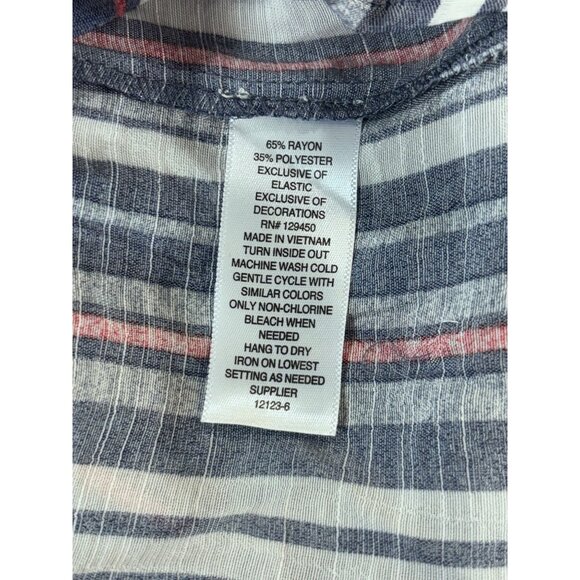 65% RAYON
35% POLYESTER
EXCLUSIVE OF
ELASTIC
EXCLUSIVE OF
DECORATIONS
RN# 129450
MADE IN VIETNAM
TURN INSIDE OUT
MACHINE WASH COLD
GENTLE CYCLE WITH
SIMILAR COLORS
ONLY NON-CHLORINE
BLEACH WHEN
NEEDED
HANG TO DRY
IRON ON LOWEST
SETTING AS NEEDED
SUPPLIER
12123-6